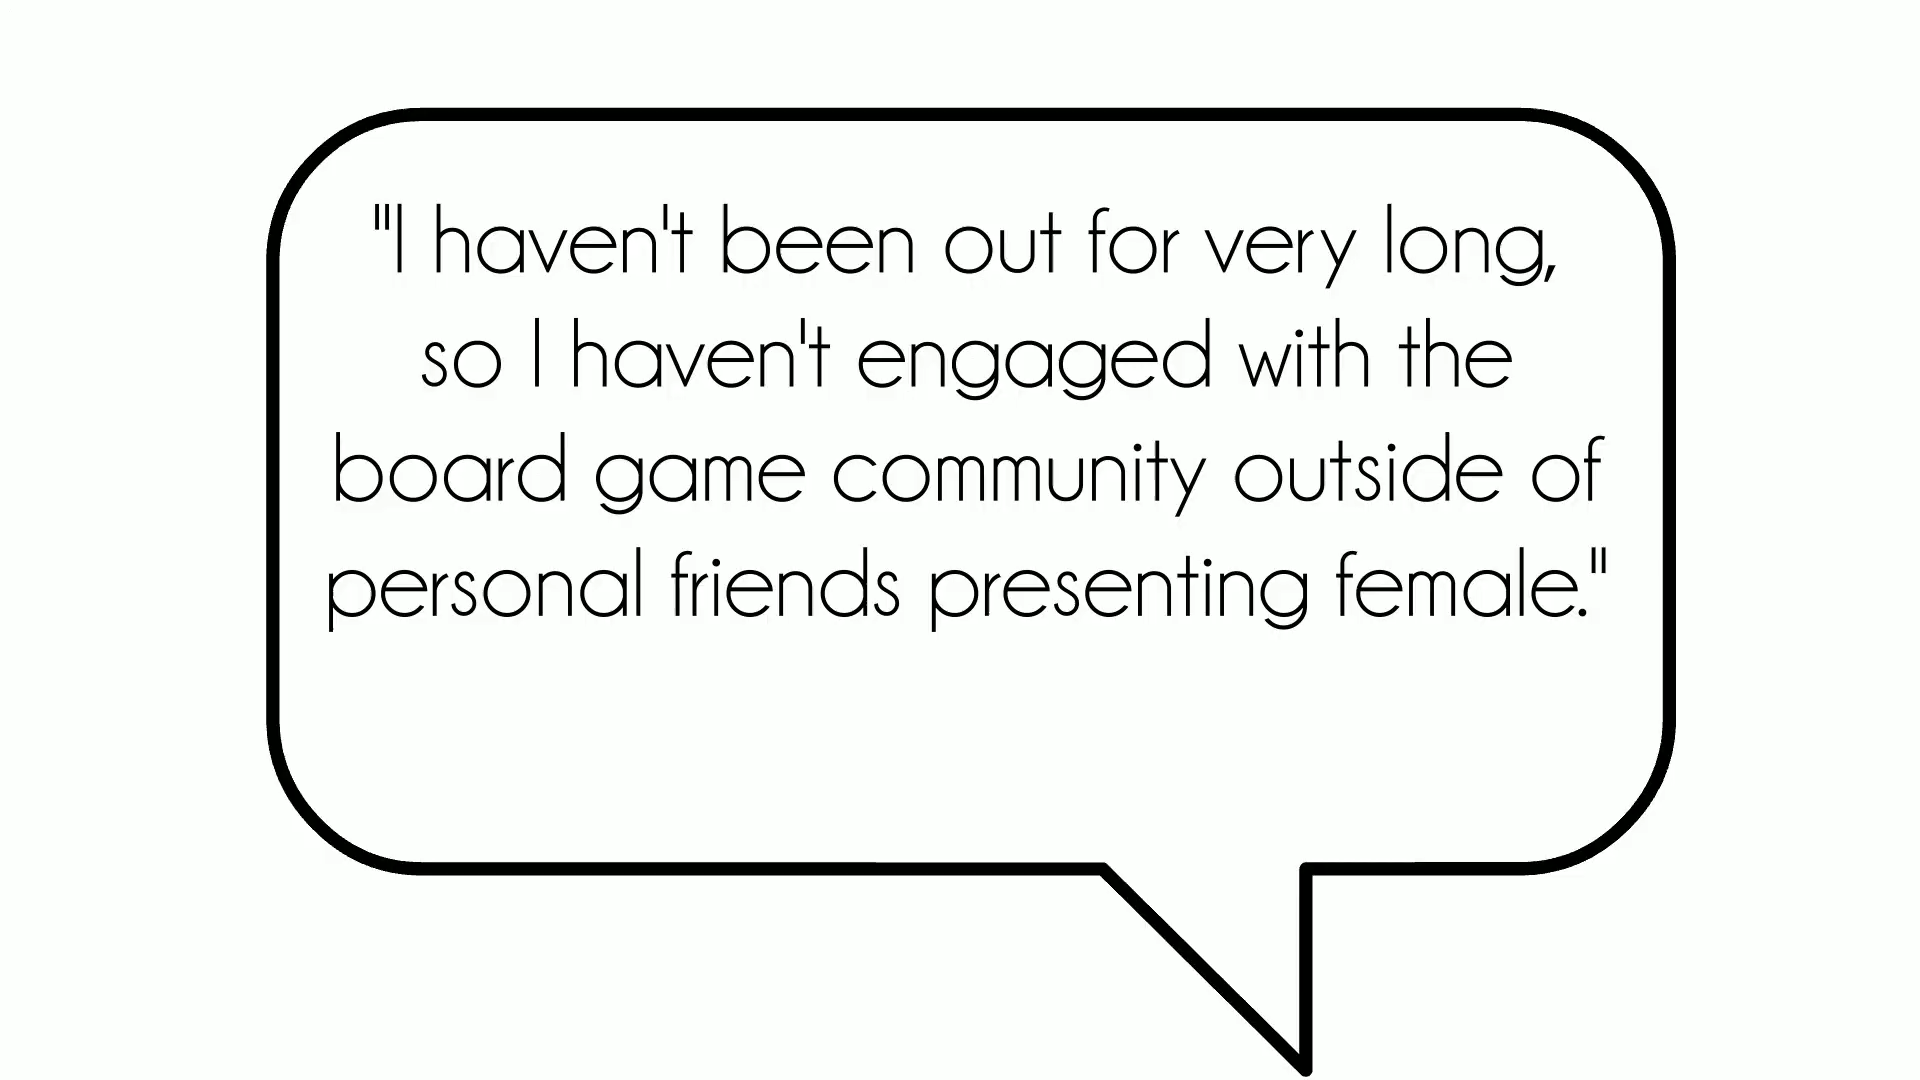 "I haven't been out for very long,
so I haven't engaged with the
board game community outside of
personal friends presenting female."